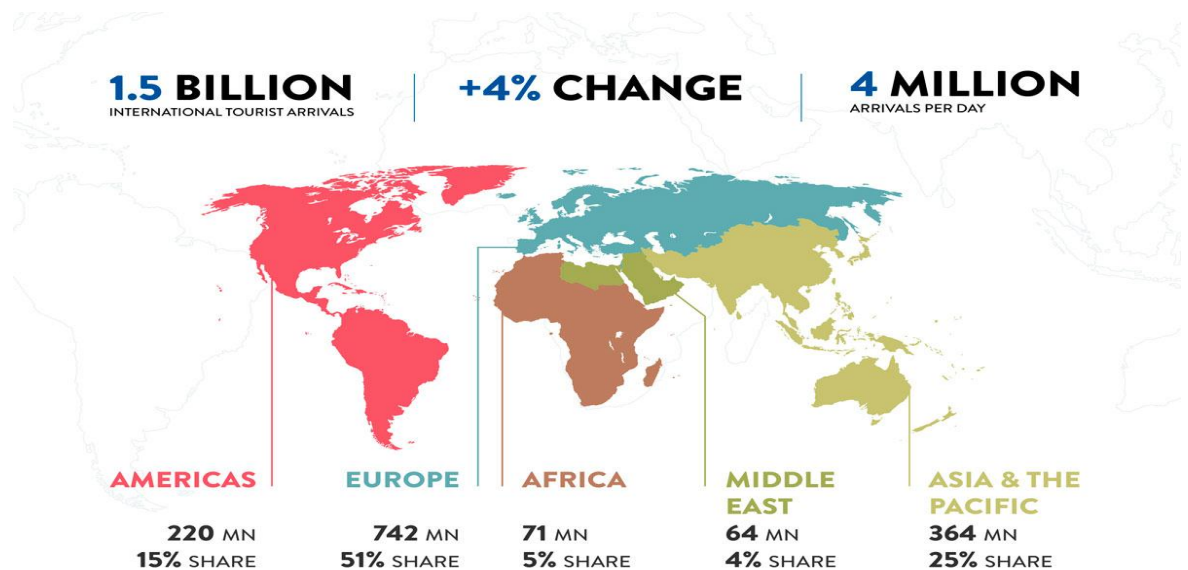 1.5 BILLION
INTERNATIONAL TOURIST ARRIVALS
+4% CHANGE
4 MILLION
ARRIVALS PER DAY
AMERICAS
220 MN
15% SHARE
EUROPE
742 MN
51% SHARE
AFRICA
71 MN
5% SHARE
MIDDLE
EAST
64 MN
4% SHARE
ASIA & THE
PACIFIC
364 MN
25% SHARE